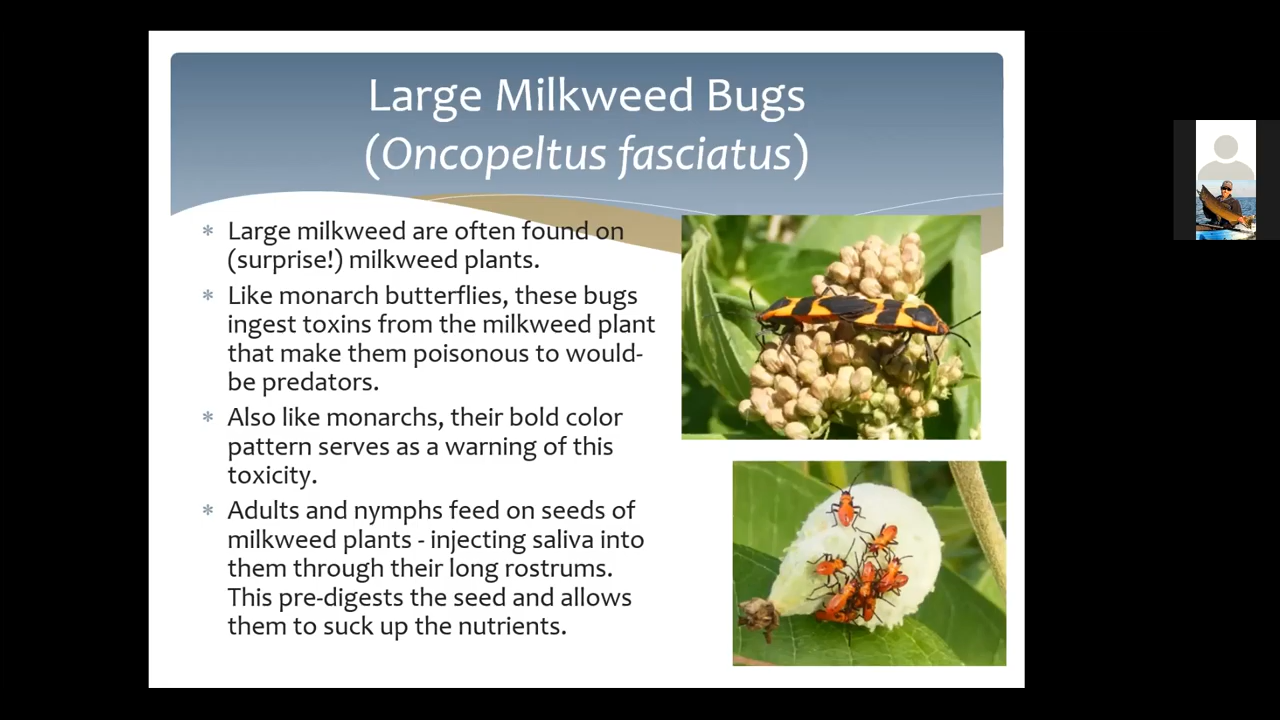 Large Milkweed Bugs
(Oncopeltus fasciatus)
* Large milkweed are often found on
(surprise!) milkweed plants.
* Like monarch butterflies, these bugs
ingest toxins from the milkweed plant
that make them poisonous to would-
be predators.
* Also like monarchs, their bold color
pattern serves as a warning of this
toxicity.
* Adults and nymphs feed on seeds of
milkweed plants - injecting saliva into
them through their long rostrums.
This pre-digests the seed and allows
them to suck up the nutrients.